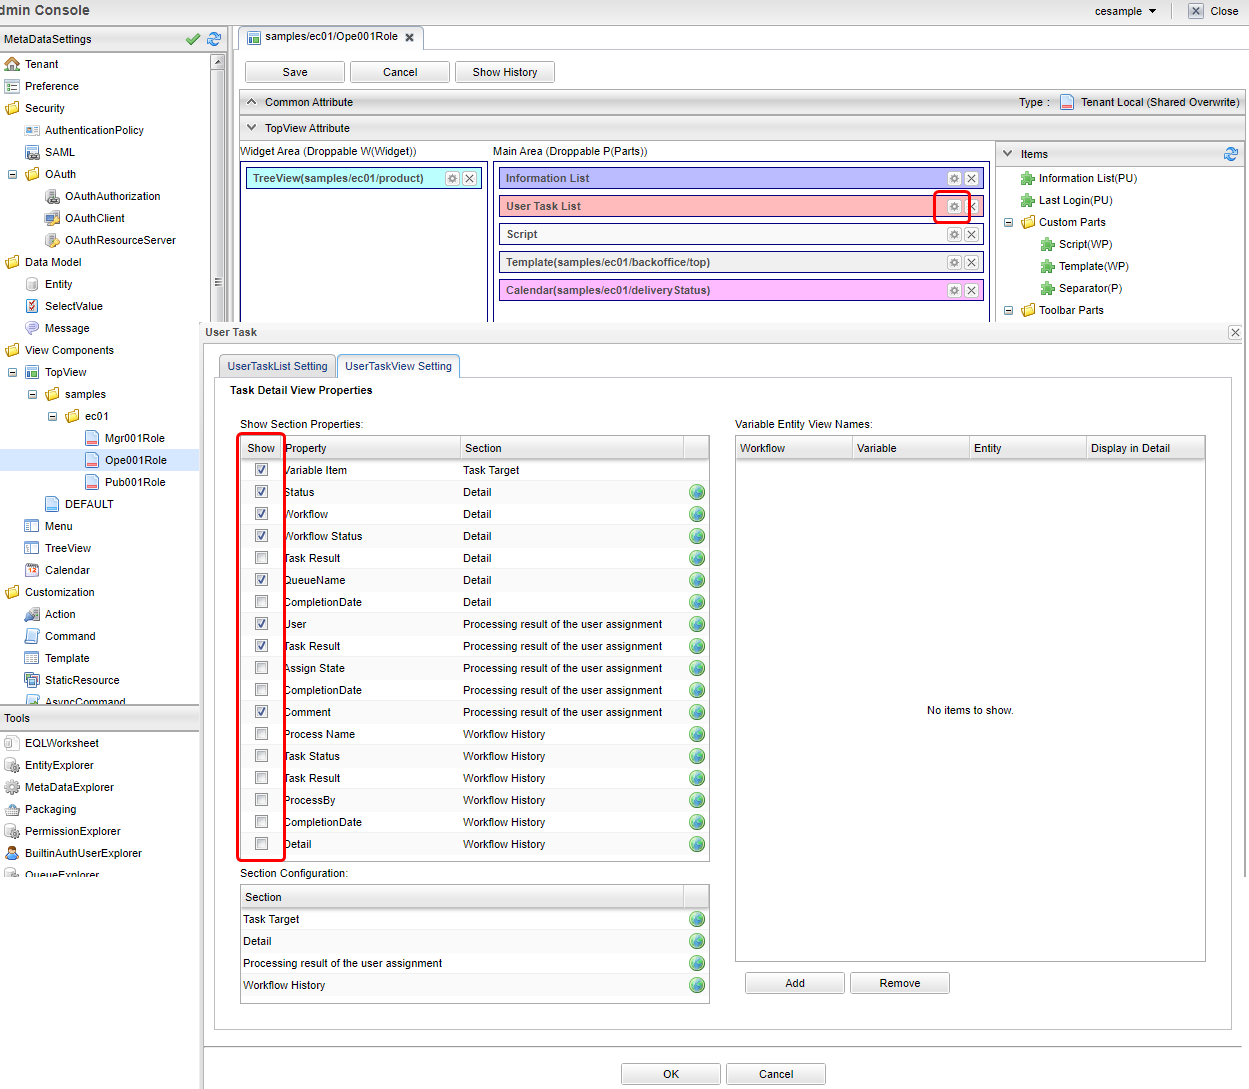 dmin Console
cesample
Close
MetaDataSettings
Tenant
Preference
Security
AuthenticationPolicy
SAML
OAuth
OAuthAuthorization
OAuthClient
OAuthResourceServer
Data Model
Entity
SelectValue
Message
View Components
TopView
samples
ec01
Mgr001Role
Ope001Role
Pub001Role
DEFAULT
Menu
TreeView
Calendar
Customization
Action
Command
Template
StaticResource
AsyncCommand
Tools
EQLWorksheet
EntityExplorer
MetaDataExplorer
Packaging
PermissionExplorer
BuiltinAuthUserExplorer
QueueExplorer
samples/ec01/Ope001Role
Save
Cancel
Show History
Common Attribute
Type : Tenant Local (Shared Overwrite)
TopView Attribute
Widget Area (Droppable W(Widget))
TreeView(samples/ec01/product)
Main Area (Droppable P(Parts))
Information List
User Task List
Script
Template(samples/ec01/backoffice/top)
Calendar(samples/ec01/deliveryStatus)
Items
Information List(PU)
Last Login(PU)
Custom Parts
Script(WP)
Template(WP)
Separator(P)
Toolbar Parts
User Task
UserTaskList Setting
UserTaskView Setting
Task Detail View Properties
Show Section Properties:
Show Property Section
Variable Item Task Target
Status Detail
Workflow Detail
Workflow Status Detail
Task Result Detail
QueueName Detail
CompletionDate Detail
User Processing result of the user assignment
Task Result Processing result of the user assignment
Assign State Processing result of the user assignment
CompletionDate Processing result of the user assignment
Comment Processing result of the user assignment
Process Name Workflow History
Task Status Workflow History
Task Result Workflow History
ProcessBy Workflow History
CompletionDate Workflow History
Detail Workflow History
Section Configuration:
Section
Task Target
Detail
Processing result of the user assignment
Workflow History
Variable Entity View Names:
Workflow Variable Entity Display in Detail
No items to show.
Add
Remove
OK
Cancel